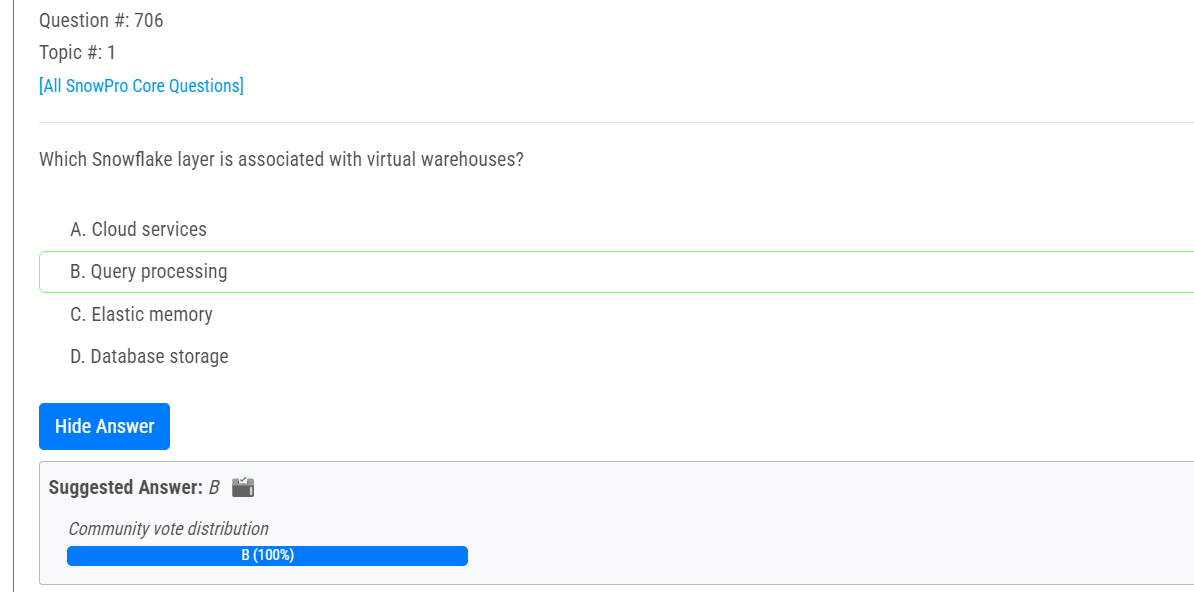 Question #: 706
Topic #: 1
[All SnowPro Core Questions]
Which Snowflake layer is associated with virtual warehouses?
A. Cloud services
B. Query processing
C. Elastic memory
D. Database storage
Hide Answer
Suggested Answer: B
Community vote distribution
B (100%)